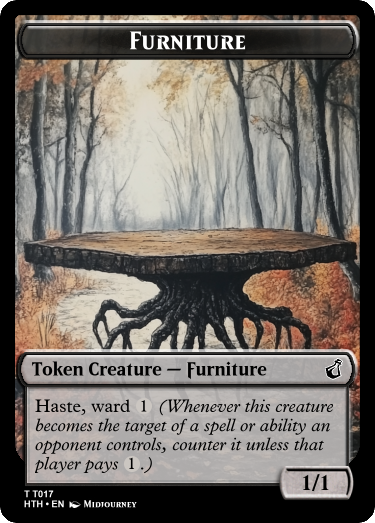 Furniture
Token Creature — Furniture
Haste, ward 1 (Whenever this creature
becomes the target of a spell or ability an
opponent controls, counter it unless that
player pays 1.)
1/1
T T017
HTH • EN Midjourney